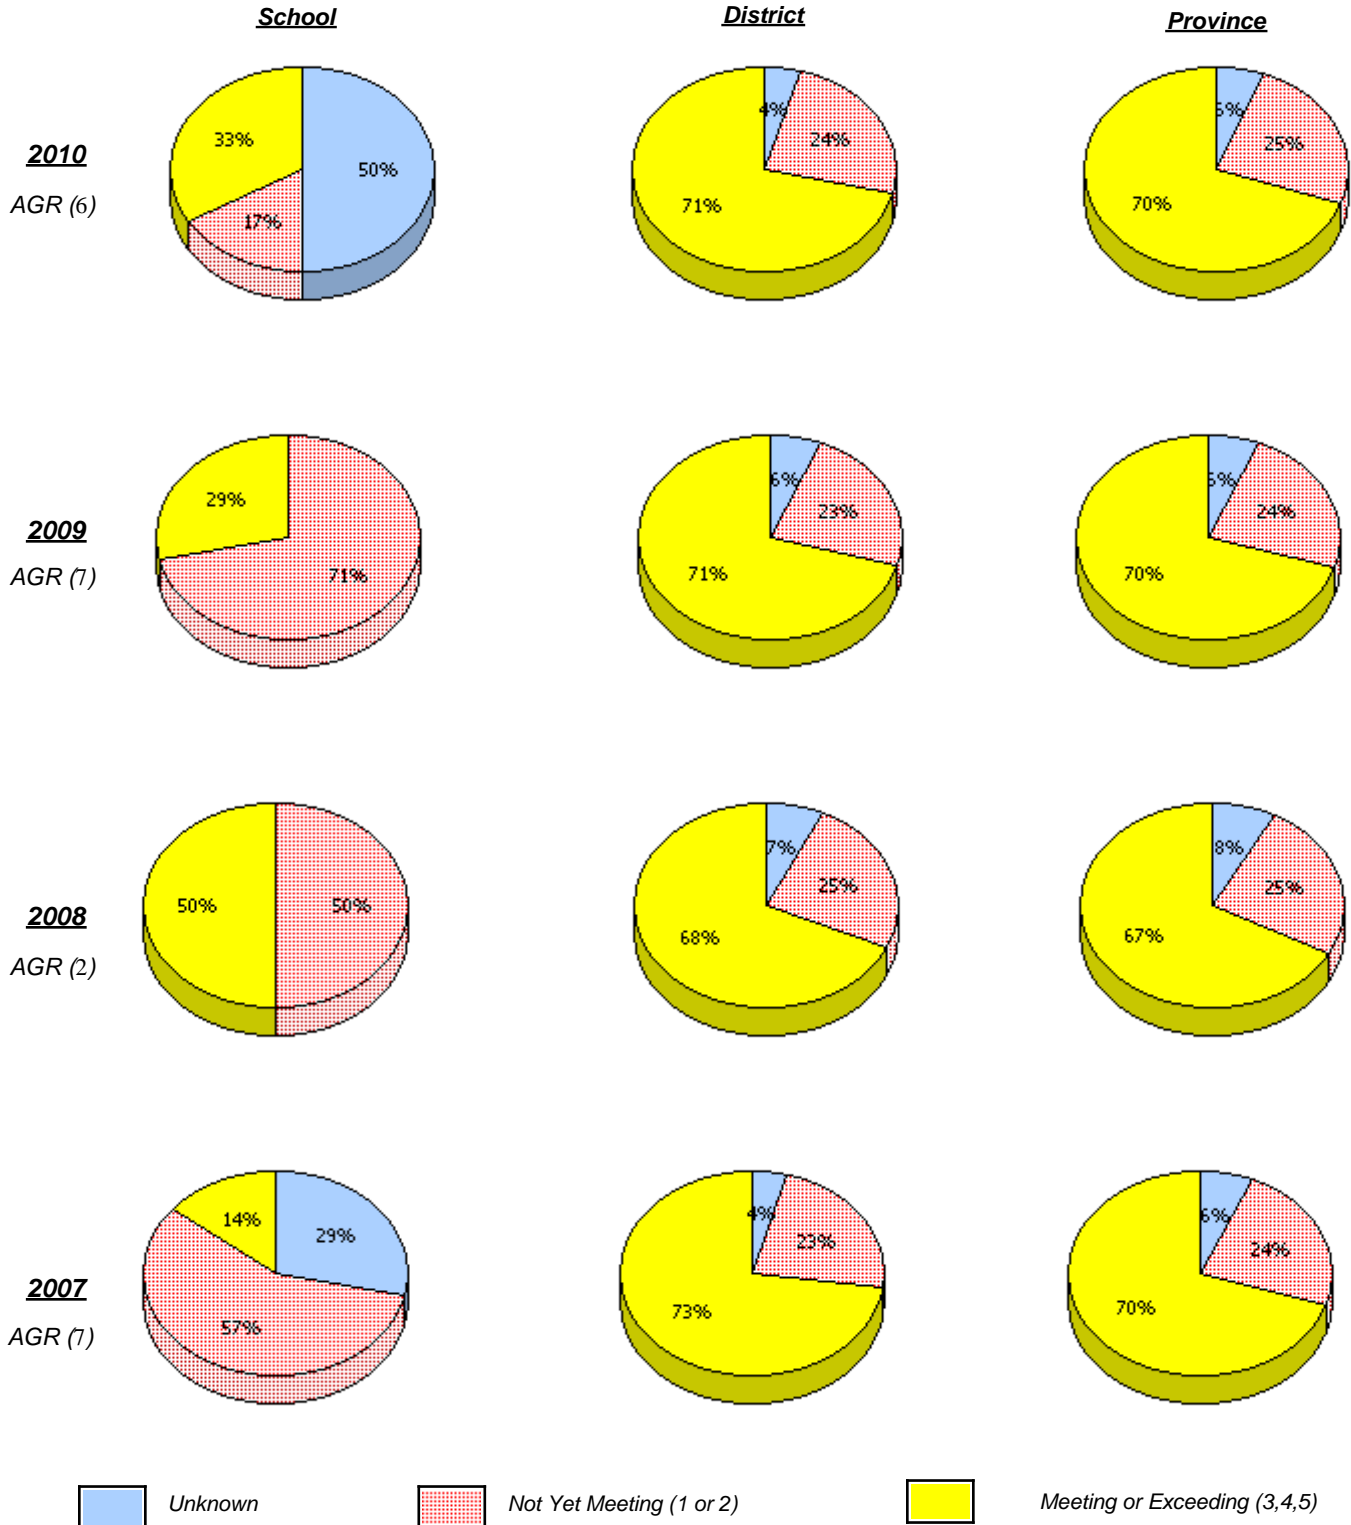 School District Province
33% 50% 4% 24% 71% 5% 25% 70%
17%
2010
AGR (6)
29% 71% 6% 23% 71% 5% 24% 70%
2009
AGR (7)
50% 50% 7% 25% 68% 8% 25% 67%
2008
AGR (2)
14% 29% 57% 4% 23% 73% 6% 24% 70%
2007
AGR (7)
Unknown Not Yet Meeting (1 or 2) Meeting or Exceeding (3,4,5)